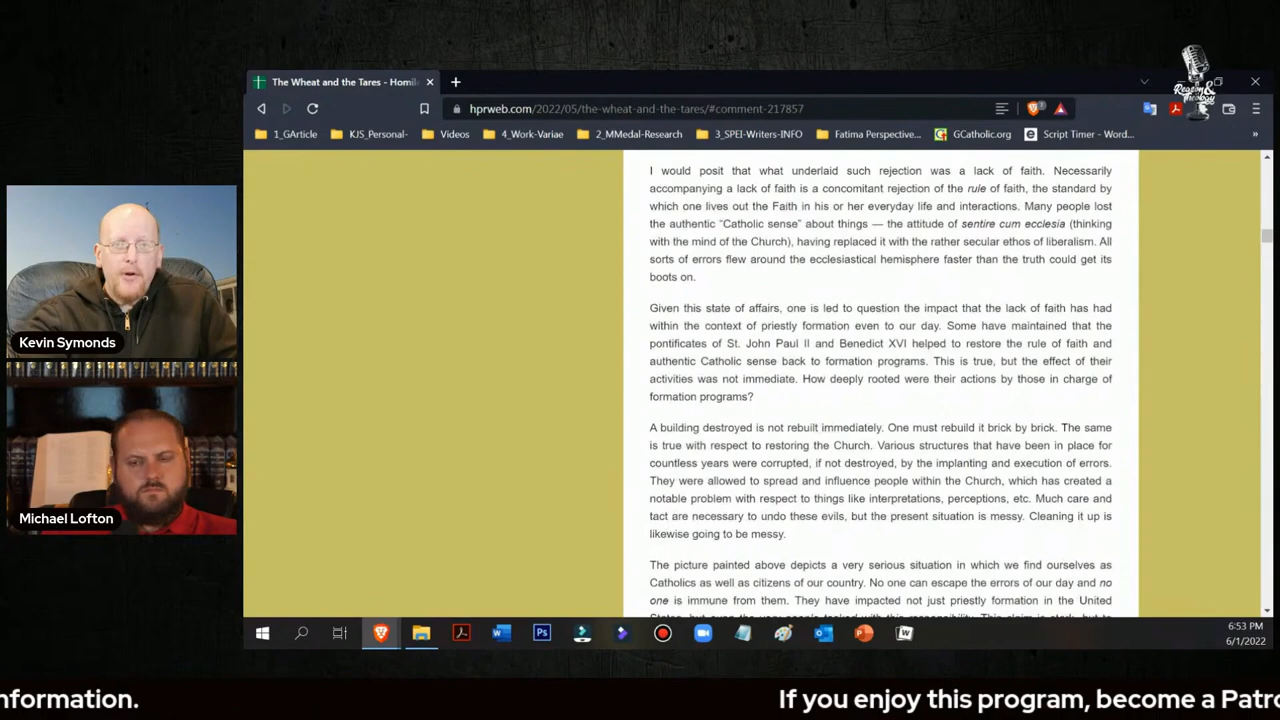 The Wheat and the Tares - Homil
Reason &
Theology
hprweb.com/2022/05/the-wheat-and-the-tares/#comment-217857
1_GArticle
KJS_Personal-
Videos
4_Work-Variae
2_MMedal-Research
3_SPEI-Writers-INFO
Fatima Perspective...
GCatholic.org
Script Timer - Word...
I would posit that what underlaid such rejection was a lack of faith. Necessarily
accompanying a lack of faith is a concomitant rejection of the rule of faith, the standard by
which one lives out the Faith in his or her everyday life and interactions. Many people lost
the authentic “Catholic sense” about things — the attitude of sentire cum ecclesia (thinking
with the mind of the Church), having replaced it with the rather secular ethos of liberalism. All
sorts of errors flew around the ecclesiastical hemisphere faster than the truth could get its
boots on.
Given this state of affairs, one is led to question the impact that the lack of faith has had
within the context of priestly formation even to our day. Some have maintained that the
pontificates of St. John Paul II and Benedict XVI helped to restore the rule of faith and
authentic Catholic sense back to formation programs. This is true, but the effect of their
activities was not immediate. How deeply rooted were their actions by those in charge of
formation programs?
A building destroyed is not rebuilt immediately. One must rebuild it brick by brick. The same
is true with respect to restoring the Church. Various structures that have been in place for
countless years were corrupted, if not destroyed, by the implanting and execution of errors.
They were allowed to spread and influence people within the Church, which has created a
notable problem with respect to things like interpretations, perceptions, etc. Much care and
tact are necessary to undo these evils, but the present situation is messy. Cleaning it up is
likewise going to be messy.
The picture painted above depicts a very serious situation in which we find ourselves as
Catholics as well as citizens of our country. No one can escape the errors of our day and no
one is immune from them. They have impacted not just priestly formation in the United
Kevin Symonds
Michael Lofton
6:53 PM
6/1/2022
nformation.
If you enjoy this program, become a Patro